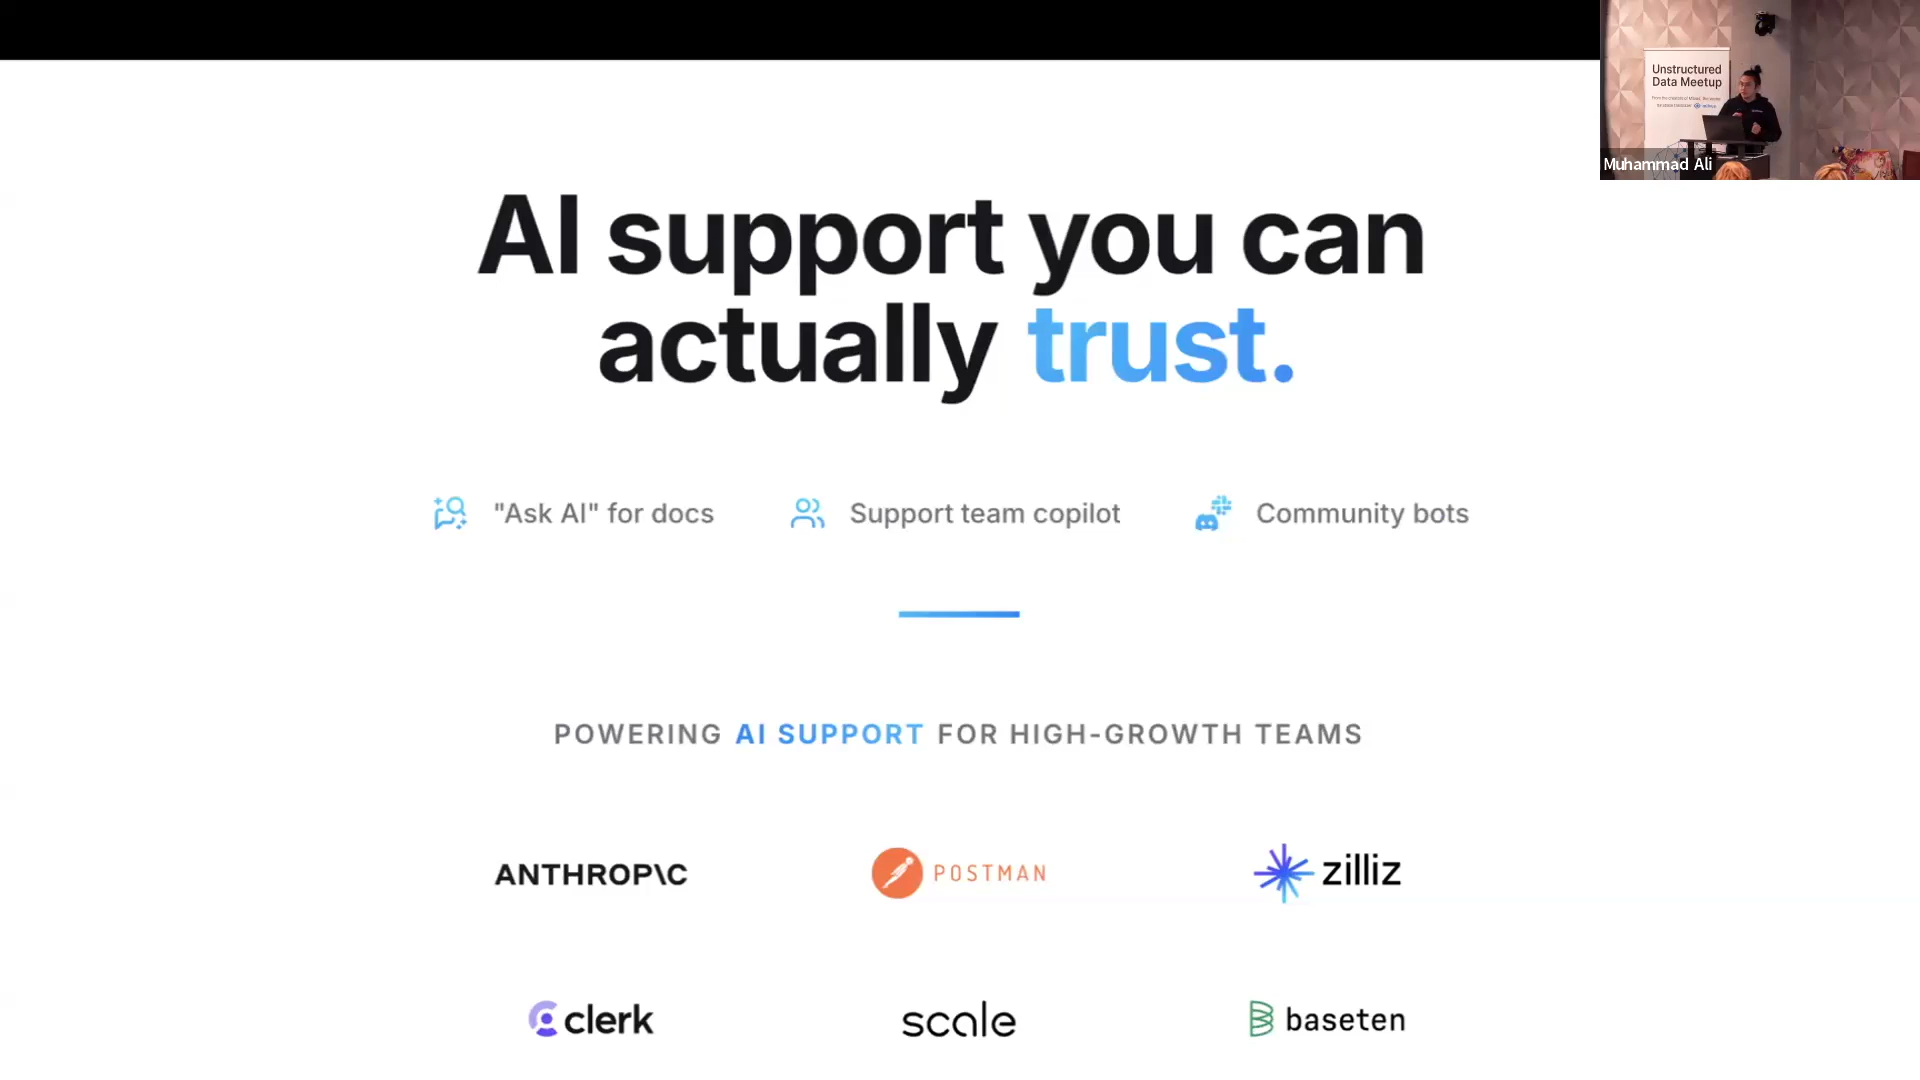 AI support you can
actually trust.
"Ask AI" for docs
Support team copilot
Community bots
POWERING AI SUPPORT FOR HIGH-GROWTH TEAMS
ANTHROP\C
POSTMAN
zilliz
clerk
scale
baseten
Unstructured
Data Meetup
Muhammad Ali